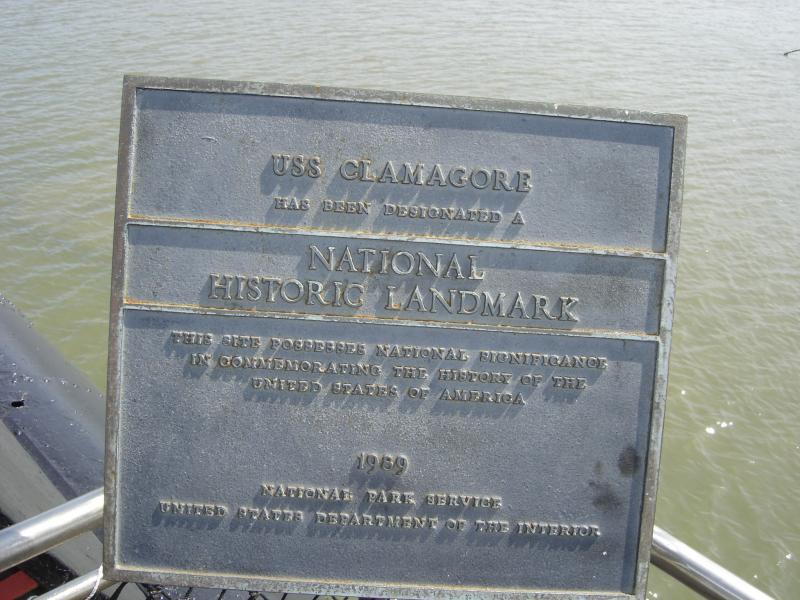 USS CLAMAGORE
HAS BEEN DESIGNATED A
NATIONAL
HISTORIC LANDMARK
THIS SITE POSSESSES NATIONAL SIGNIFICANCE
IN COMMEMORATING THE HISTORY OF THE
UNITED STATES OF AMERICA
1989
NATIONAL PARK SERVICE
UNITED STATES DEPARTMENT OF THE INTERIOR